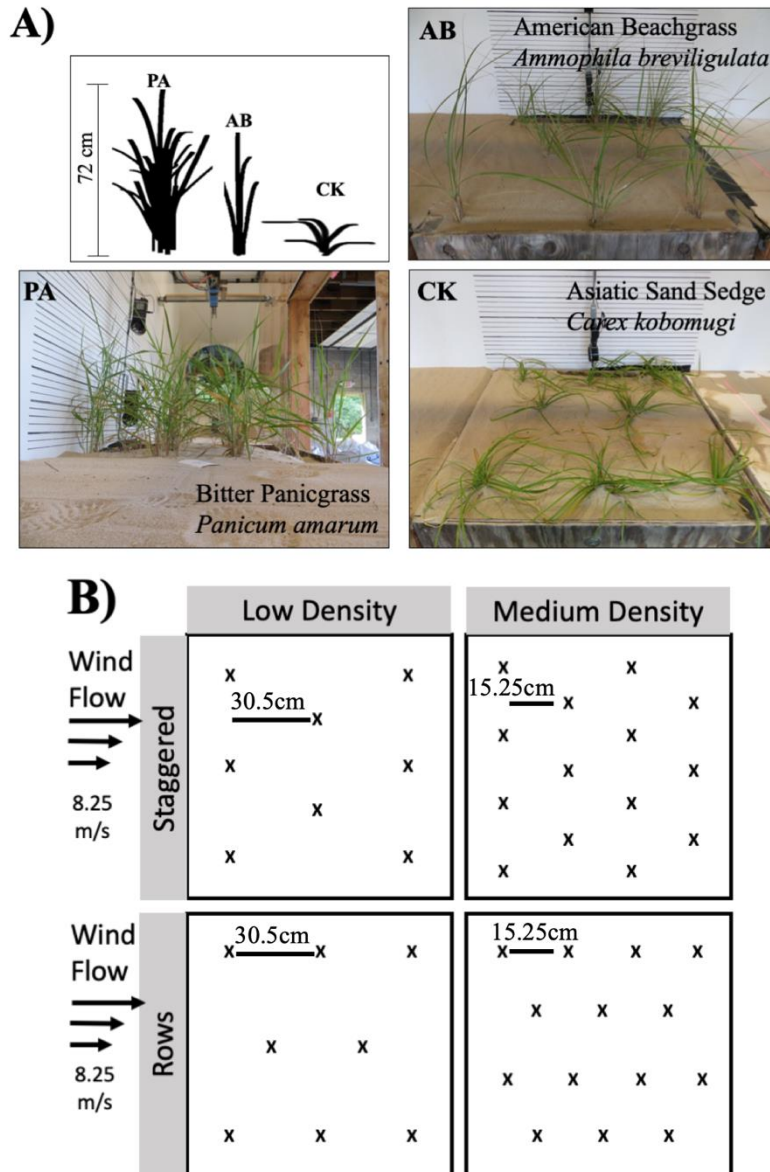 A)
PA
AB
CK
72 cm
AB
American Beachgrass
Ammophila breviligulata
PA
Bitter Panicgrass
Panicum amarum
CK
Asiatic Sand Sedge
Carex kobomugi
B)
Low Density
Medium Density
Wind
Flow
8.25
m/s
Staggered
X
X
30.5cm
X
X
X
X
X
X
X
X
15.25cm
X
X
X
X
X
X
X
X
X
X
X
X
Wind
Flow
8.25
m/s
Rows
30.5cm
X
X
X
X
X
X
X
X
15.25cm
X
X
X
X
X
X
X
X
X
X
X
X
X
X